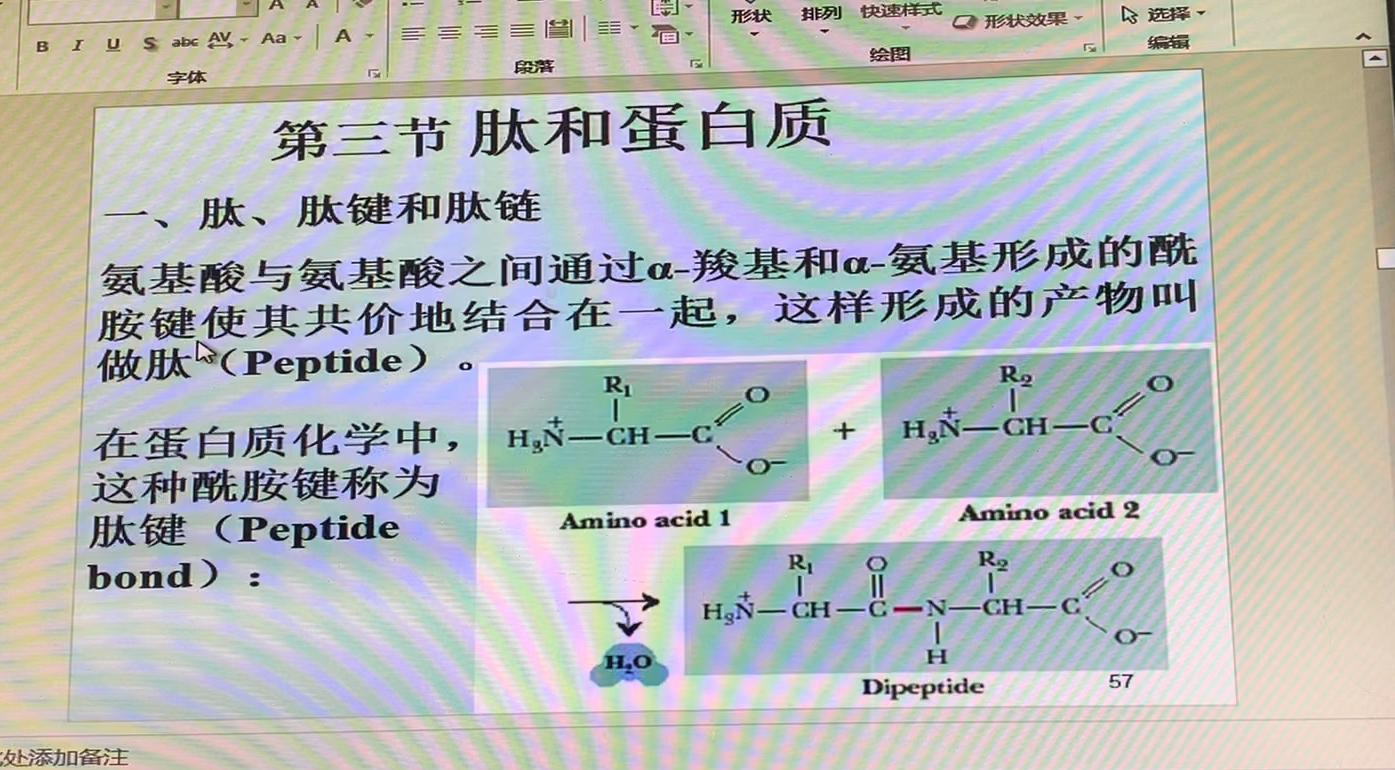 B I U S abc AV Aa A
字体
段落
形状 排列 快速样式
形状效果
绘图
选择
编辑
第三节 肽和蛋白质
一、肽、肽键和肽链
氨基酸与氨基酸之间通过α-羧基和α-氨基形成的酰
胺键使其共价地结合在一起，这样形成的产物叫
做肽（Peptide）。
在蛋白质化学中，
这种酰胺键称为
肽键（Peptide
bond）：
R₁ O
H₃N⁺—CH—C
O⁻
Amino acid 1
+
R₂ O
H₃N⁺—CH—C
O⁻
Amino acid 2
H₂O
R₁ O R₂ O
H₃N⁺—CH—C—N—CH—C
H O⁻
Dipeptide
57
处添加备注